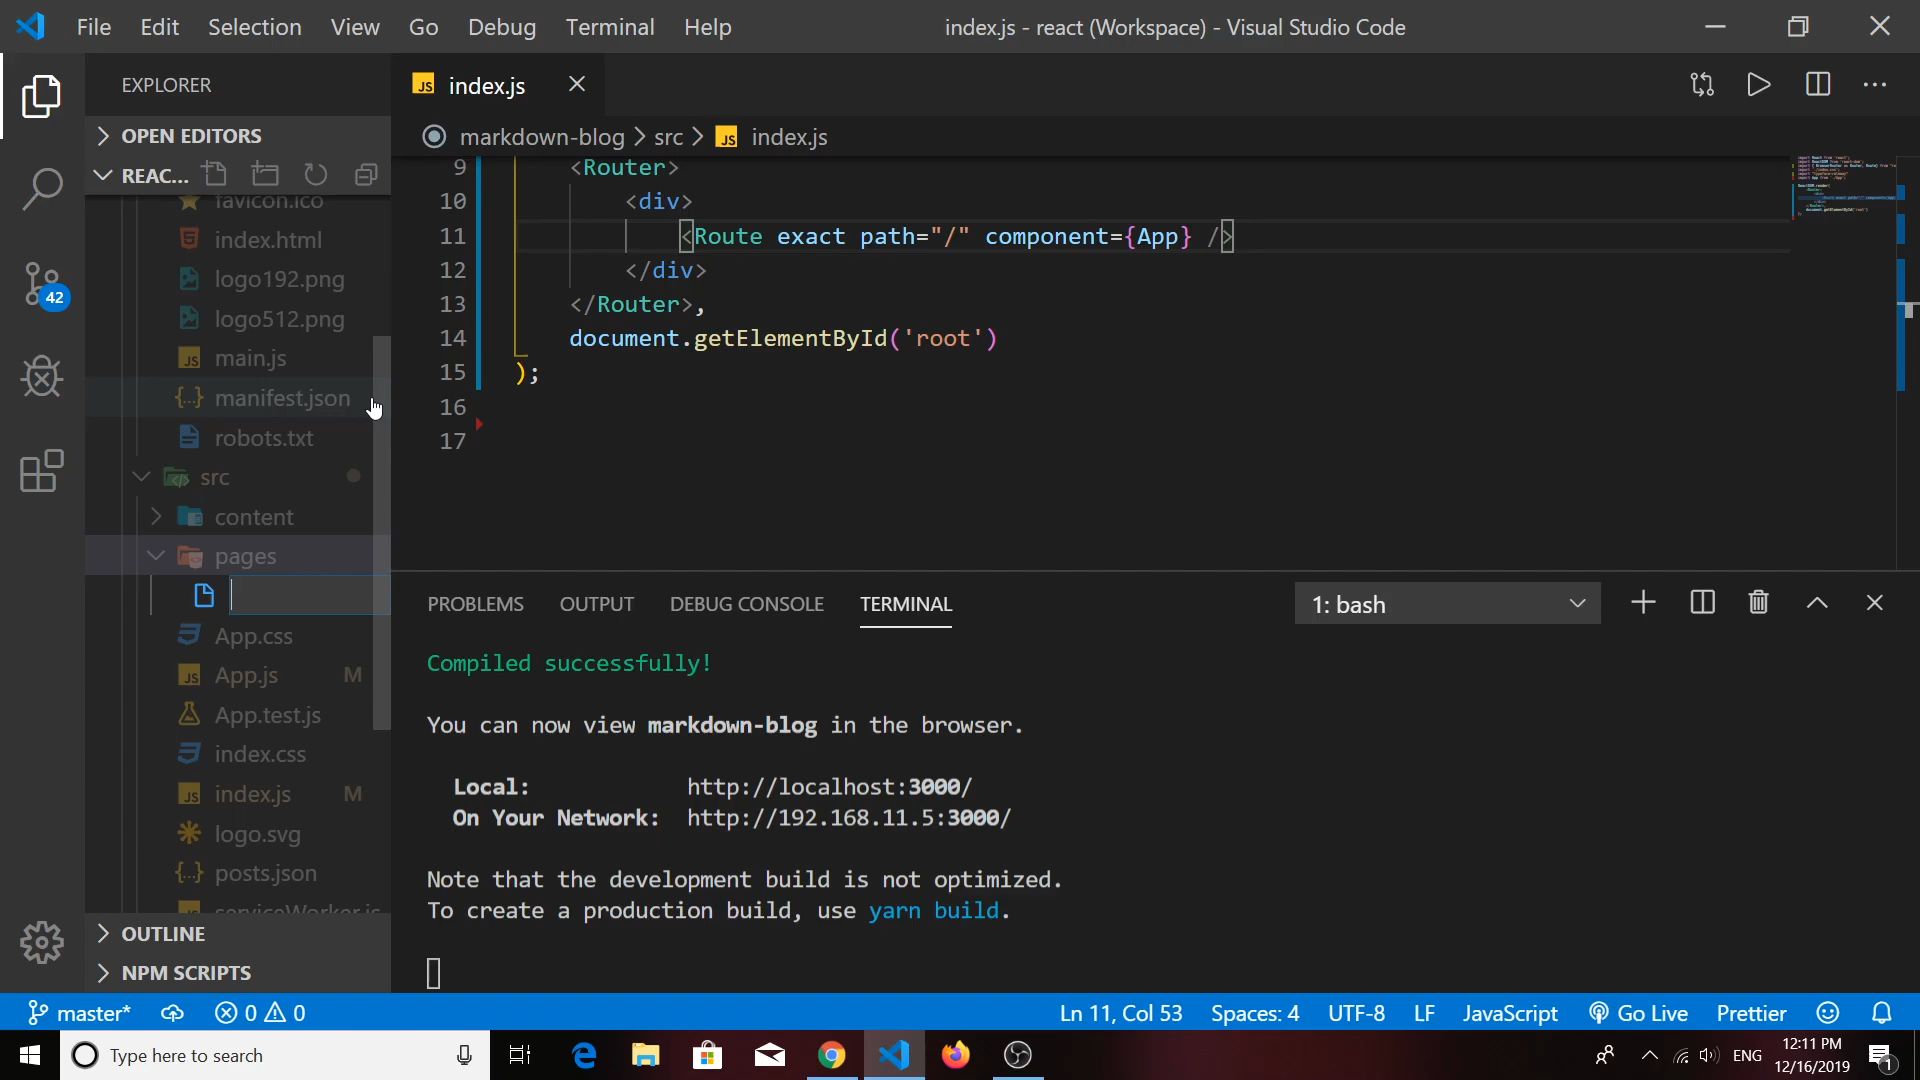 File Edit Selection View Go Debug Terminal Help
index.js - react (Workspace) - Visual Studio Code
EXPLORER
OPEN EDITORS
REAC...
favicon.ico
index.html
logo192.png
logo512.png
main.js
manifest.json
robots.txt
src
content
pages
App.css
App.js M
App.test.js
index.css
index.js M
logo.svg
posts.json
serviceWorker.js
OUTLINE
NPM SCRIPTS
42
JS index.js
markdown-blog > src > JS index.js
9 <Router>
10 <div>
11 <Route exact path="/" component={App} />
12 </div>
13 </Router>,
14 document.getElementById('root')
15 );
16
17
PROBLEMS OUTPUT DEBUG CONSOLE TERMINAL
1: bash
Compiled successfully!
You can now view markdown-blog in the browser.
Local: http://localhost:3000/
On Your Network: http://192.168.11.5:3000/
Note that the development build is not optimized.
To create a production build, use yarn build.
master* 0 0 Ln 11, Col 53 Spaces: 4 UTF-8 LF JavaScript Go Live Prettier
Type here to search
ENG
12:11 PM
12/16/2019
1